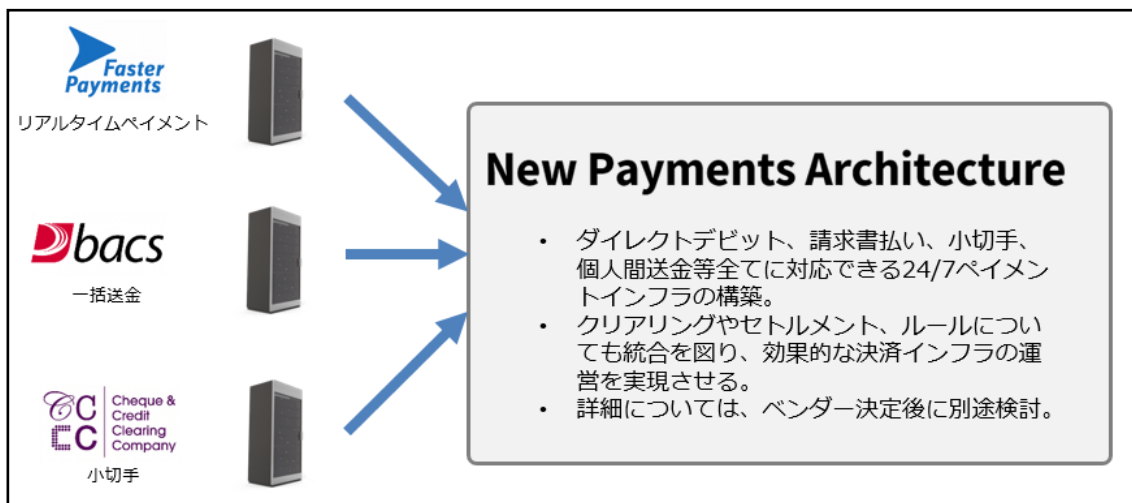 Faster
Payments
リアルタイムペイメント
bacs
一括送金
CC
CC
Cheque &
Credit
Clearing
Company
小切手
New Payments Architecture
• ダイレクトデビット、請求書払い、小切手、
個人間送金等全てに対応できる24/7ペイメン
トインフラの構築。
• クリアリングやセトルメント、ルールについ
ても統合を図り、効果的な決済インフラの運
営を実現させる。
• 詳細については、ベンダー決定後に別途検討。